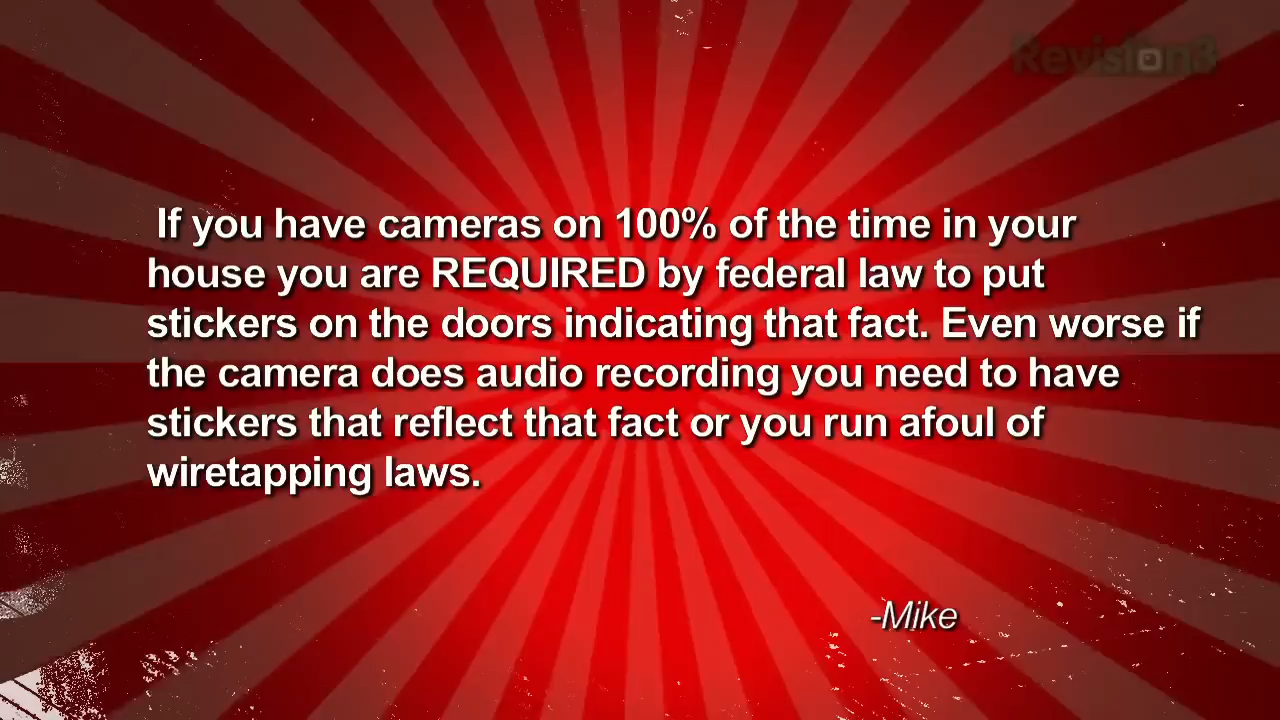 Revision3
If you have cameras on 100% of the time in your
house you are REQUIRED by federal law to put
stickers on the doors indicating that fact. Even worse if
the camera does audio recording you need to have
stickers that reflect that fact or you run afoul of
wiretapping laws.
-Mike